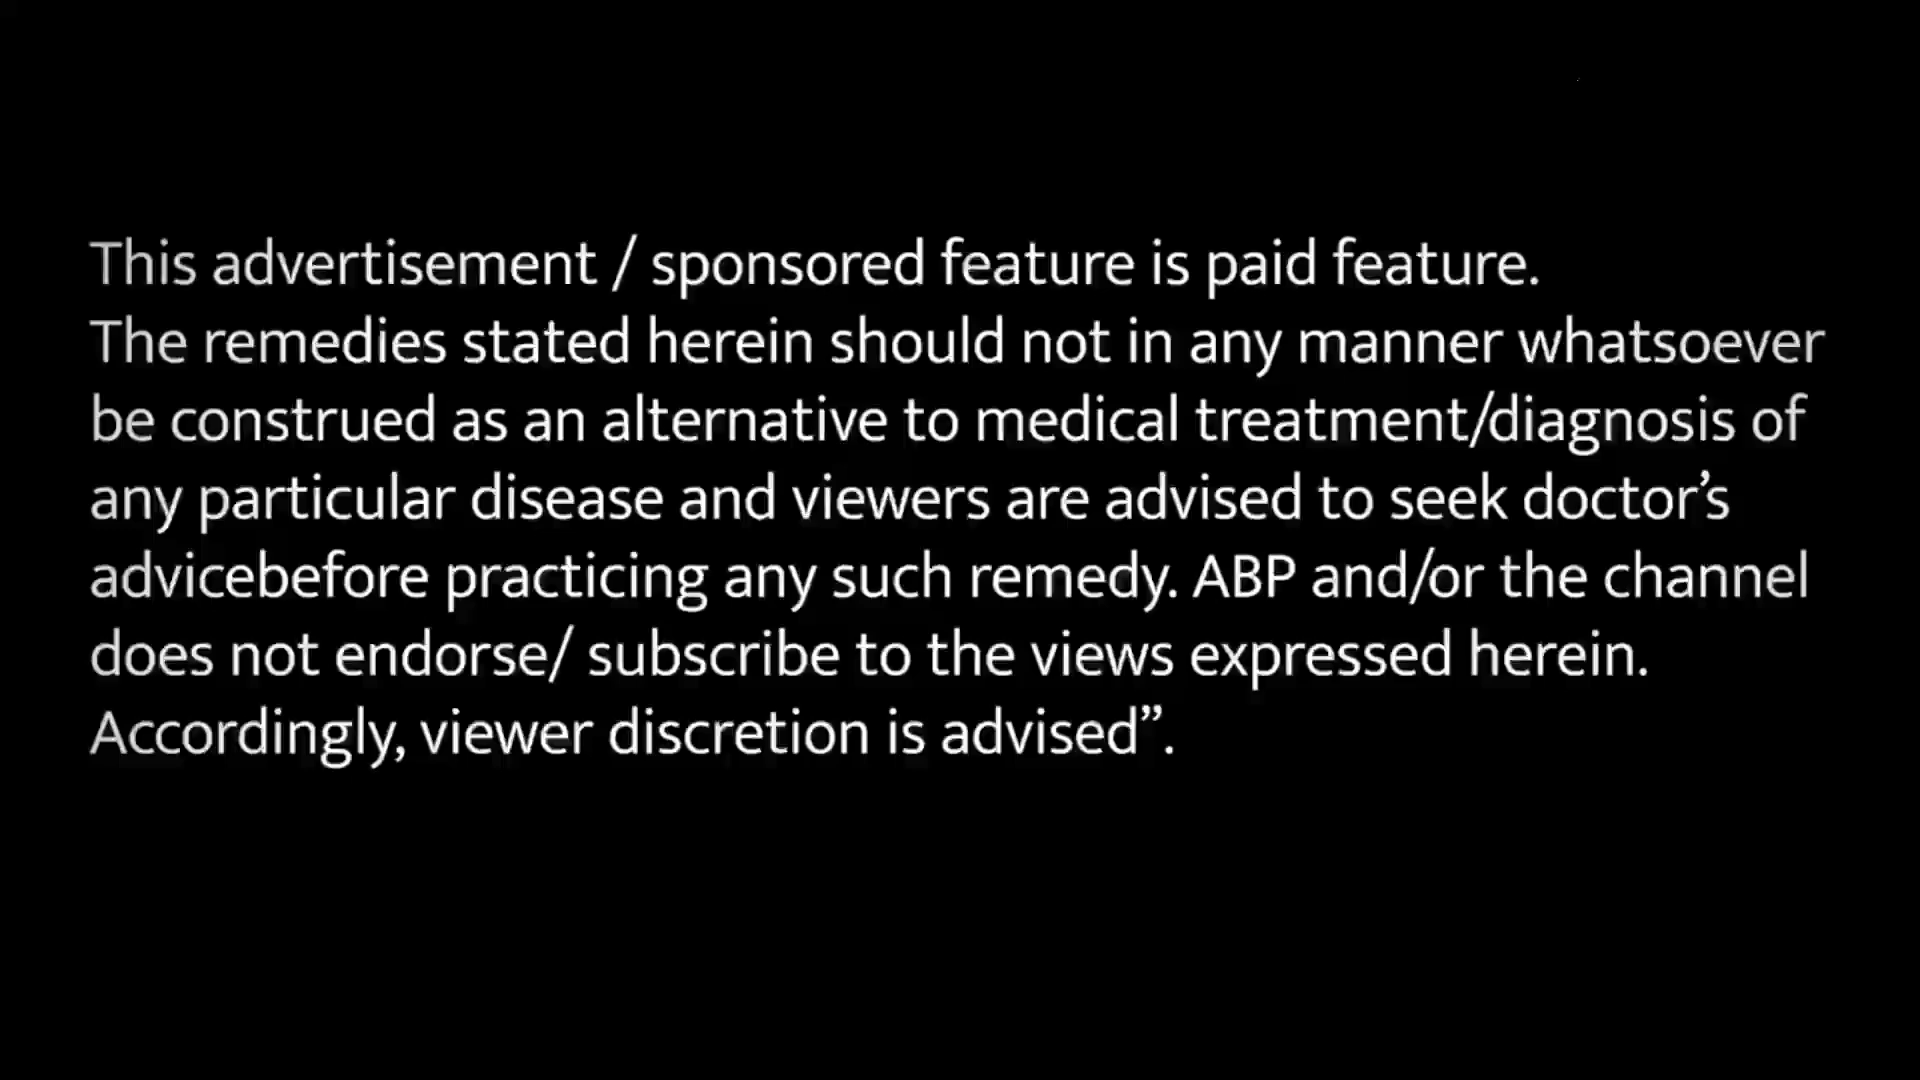 This advertisement / sponsored feature is paid feature.
The remedies stated herein should not in any manner whatsoever
be construed as an alternative to medical treatment/diagnosis of
any particular disease and viewers are advised to seek doctor’s
advicebefore practicing any such remedy. ABP and/or the channel
does not endorse/ subscribe to the views expressed herein.
Accordingly, viewer discretion is advised”.